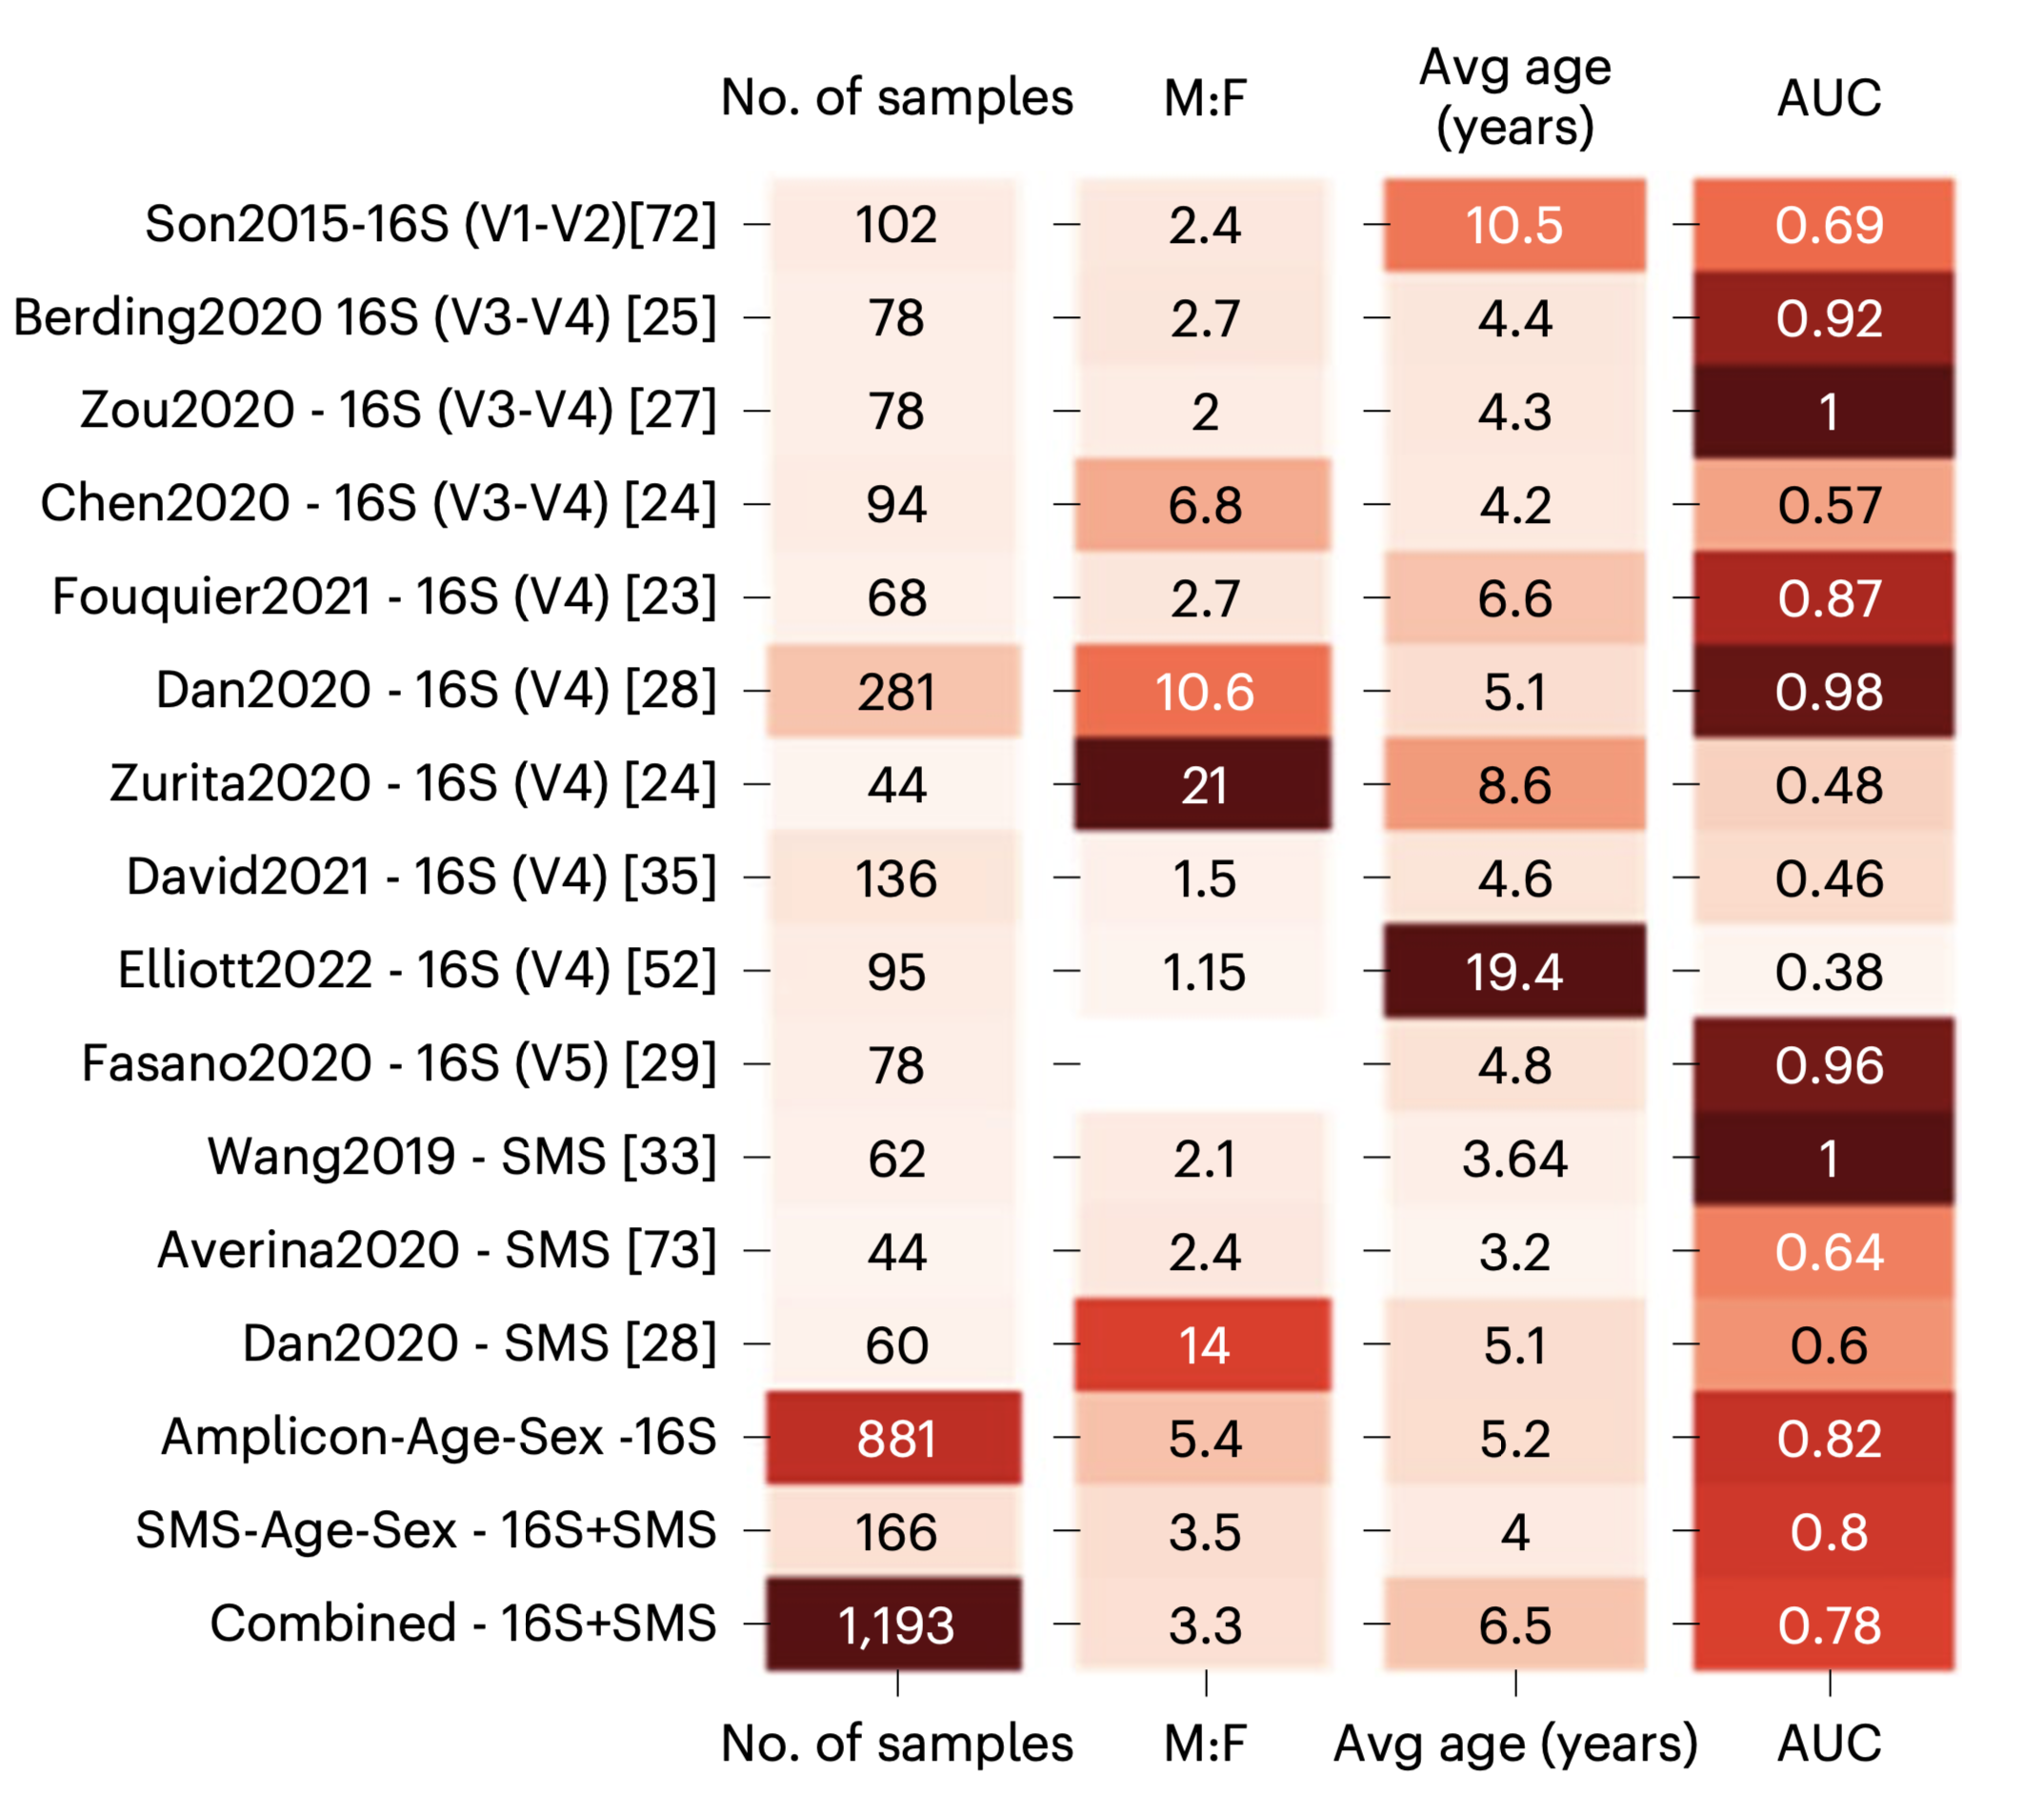 No. of samples M:F Avg age (years) AUC
Son2015-16S (V1-V2)[72] 102 2.4 10.5 0.69
Berding2020 16S (V3-V4) [25] 78 2.7 4.4 0.92
Zou2020 - 16S (V3-V4) [27] 78 2 4.3 1
Chen2020 - 16S (V3-V4) [24] 94 6.8 4.2 0.57
Fouquier2021 - 16S (V4) [23] 68 2.7 6.6 0.87
Dan2020 - 16S (V4) [28] 281 10.6 5.1 0.98
Zurita2020 - 16S (V4) [24] 44 21 8.6 0.48
David2021 - 16S (V4) [35] 136 1.5 4.6 0.46
Elliott2022 - 16S (V4) [52] 95 1.15 19.4 0.38
Fasano2020 - 16S (V5) [29] 78 4.8 0.96
Wang2019 - SMS [33] 62 2.1 3.64 1
Averina2020 - SMS [73] 44 2.4 3.2 0.64
Dan2020 - SMS [28] 60 14 5.1 0.6
Amplicon-Age-Sex -16S 881 5.4 5.2 0.82
SMS-Age-Sex - 16S+SMS 166 3.5 4 0.8
Combined - 16S+SMS 1,193 3.3 6.5 0.78
No. of samples M:F Avg age (years) AUC